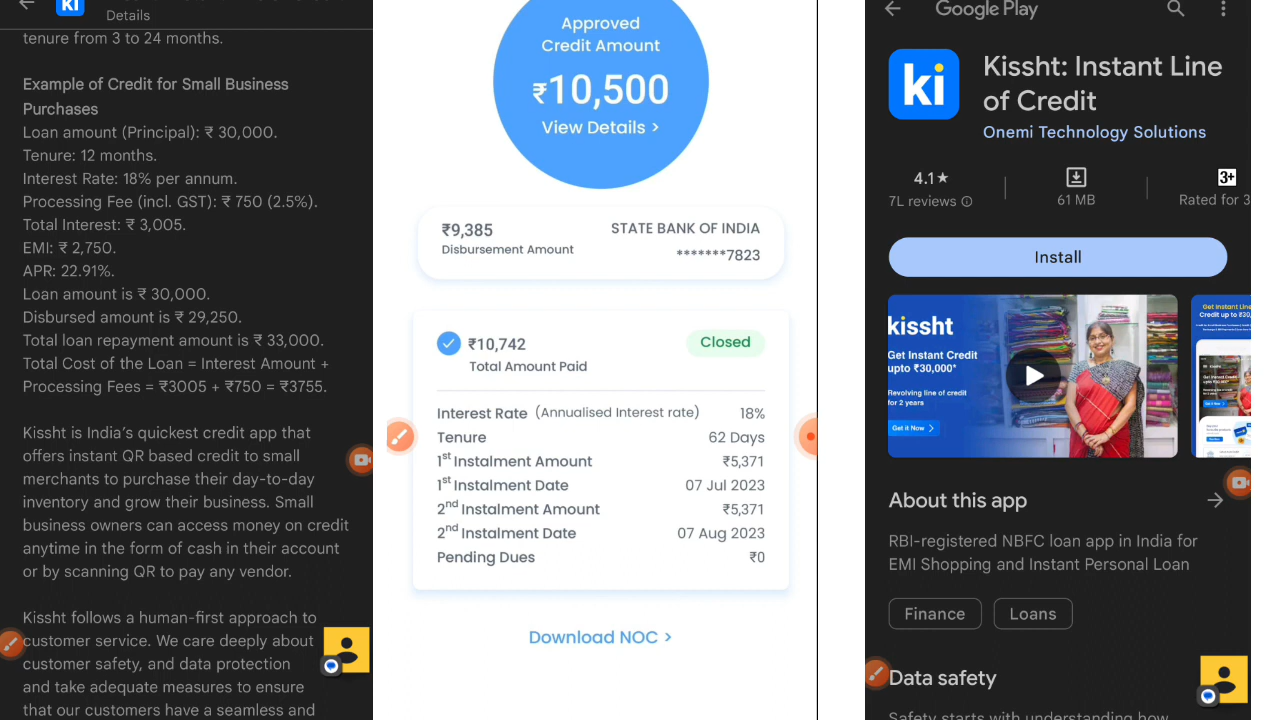 ki
Details
tenure from 3 to 24 months.
Example of Credit for Small Business
Purchases
Loan amount (Principal): ₹ 30,000.
Tenure: 12 months.
Interest Rate: 18% per annum.
Processing Fee (incl. GST): ₹ 750 (2.5%).
Total Interest: ₹ 3,005.
EMI: ₹ 2,750.
APR: 22.91%.
Loan amount is ₹ 30,000.
Disbursed amount is ₹ 29,250.
Total loan repayment amount is ₹ 33,000.
Total Cost of the Loan = Interest Amount +
Processing Fees = ₹3005 + ₹750 = ₹3755.
Kissht is India’s quickest credit app that
offers instant QR based credit to small
merchants to purchase their day-to-day
inventory and grow their business. Small
business owners can access money on credit
anytime in the form of cash in their account
or by scanning QR to pay any vendor.
Kissht follows a human-first approach to
customer service. We care deeply about
customer safety, and data protection
and take adequate measures to ensure
that our customers have a seamless and
Approved
Credit Amount
₹10,500
View Details >
₹9,385
Disbursement Amount
STATE BANK OF INDIA
*******7823
₹10,742
Total Amount Paid
Closed
Interest Rate (Annualised Interest rate) 18%
Tenure 62 Days
1st Instalment Amount ₹5,371
1st Instalment Date 07 Jul 2023
2nd Instalment Amount ₹5,371
2nd Instalment Date 07 Aug 2023
Pending Dues ₹0
Download NOC >
Google Play
ki
Kissht: Instant Line
of Credit
Onemi Technology Solutions
4.1★
7L reviews
61 MB
3+
Rated for 3
Install
kissht
Get Instant Credit
upto ₹30,000*
Revolving line of credit
for 2 years
Get it Now >
Get Instant Line
Credit up to ₹30,
About this app
RBI-registered NBFC loan app in India for
EMI Shopping and Instant Personal Loan
Finance
Loans
Data safety
Safety starts with understanding how